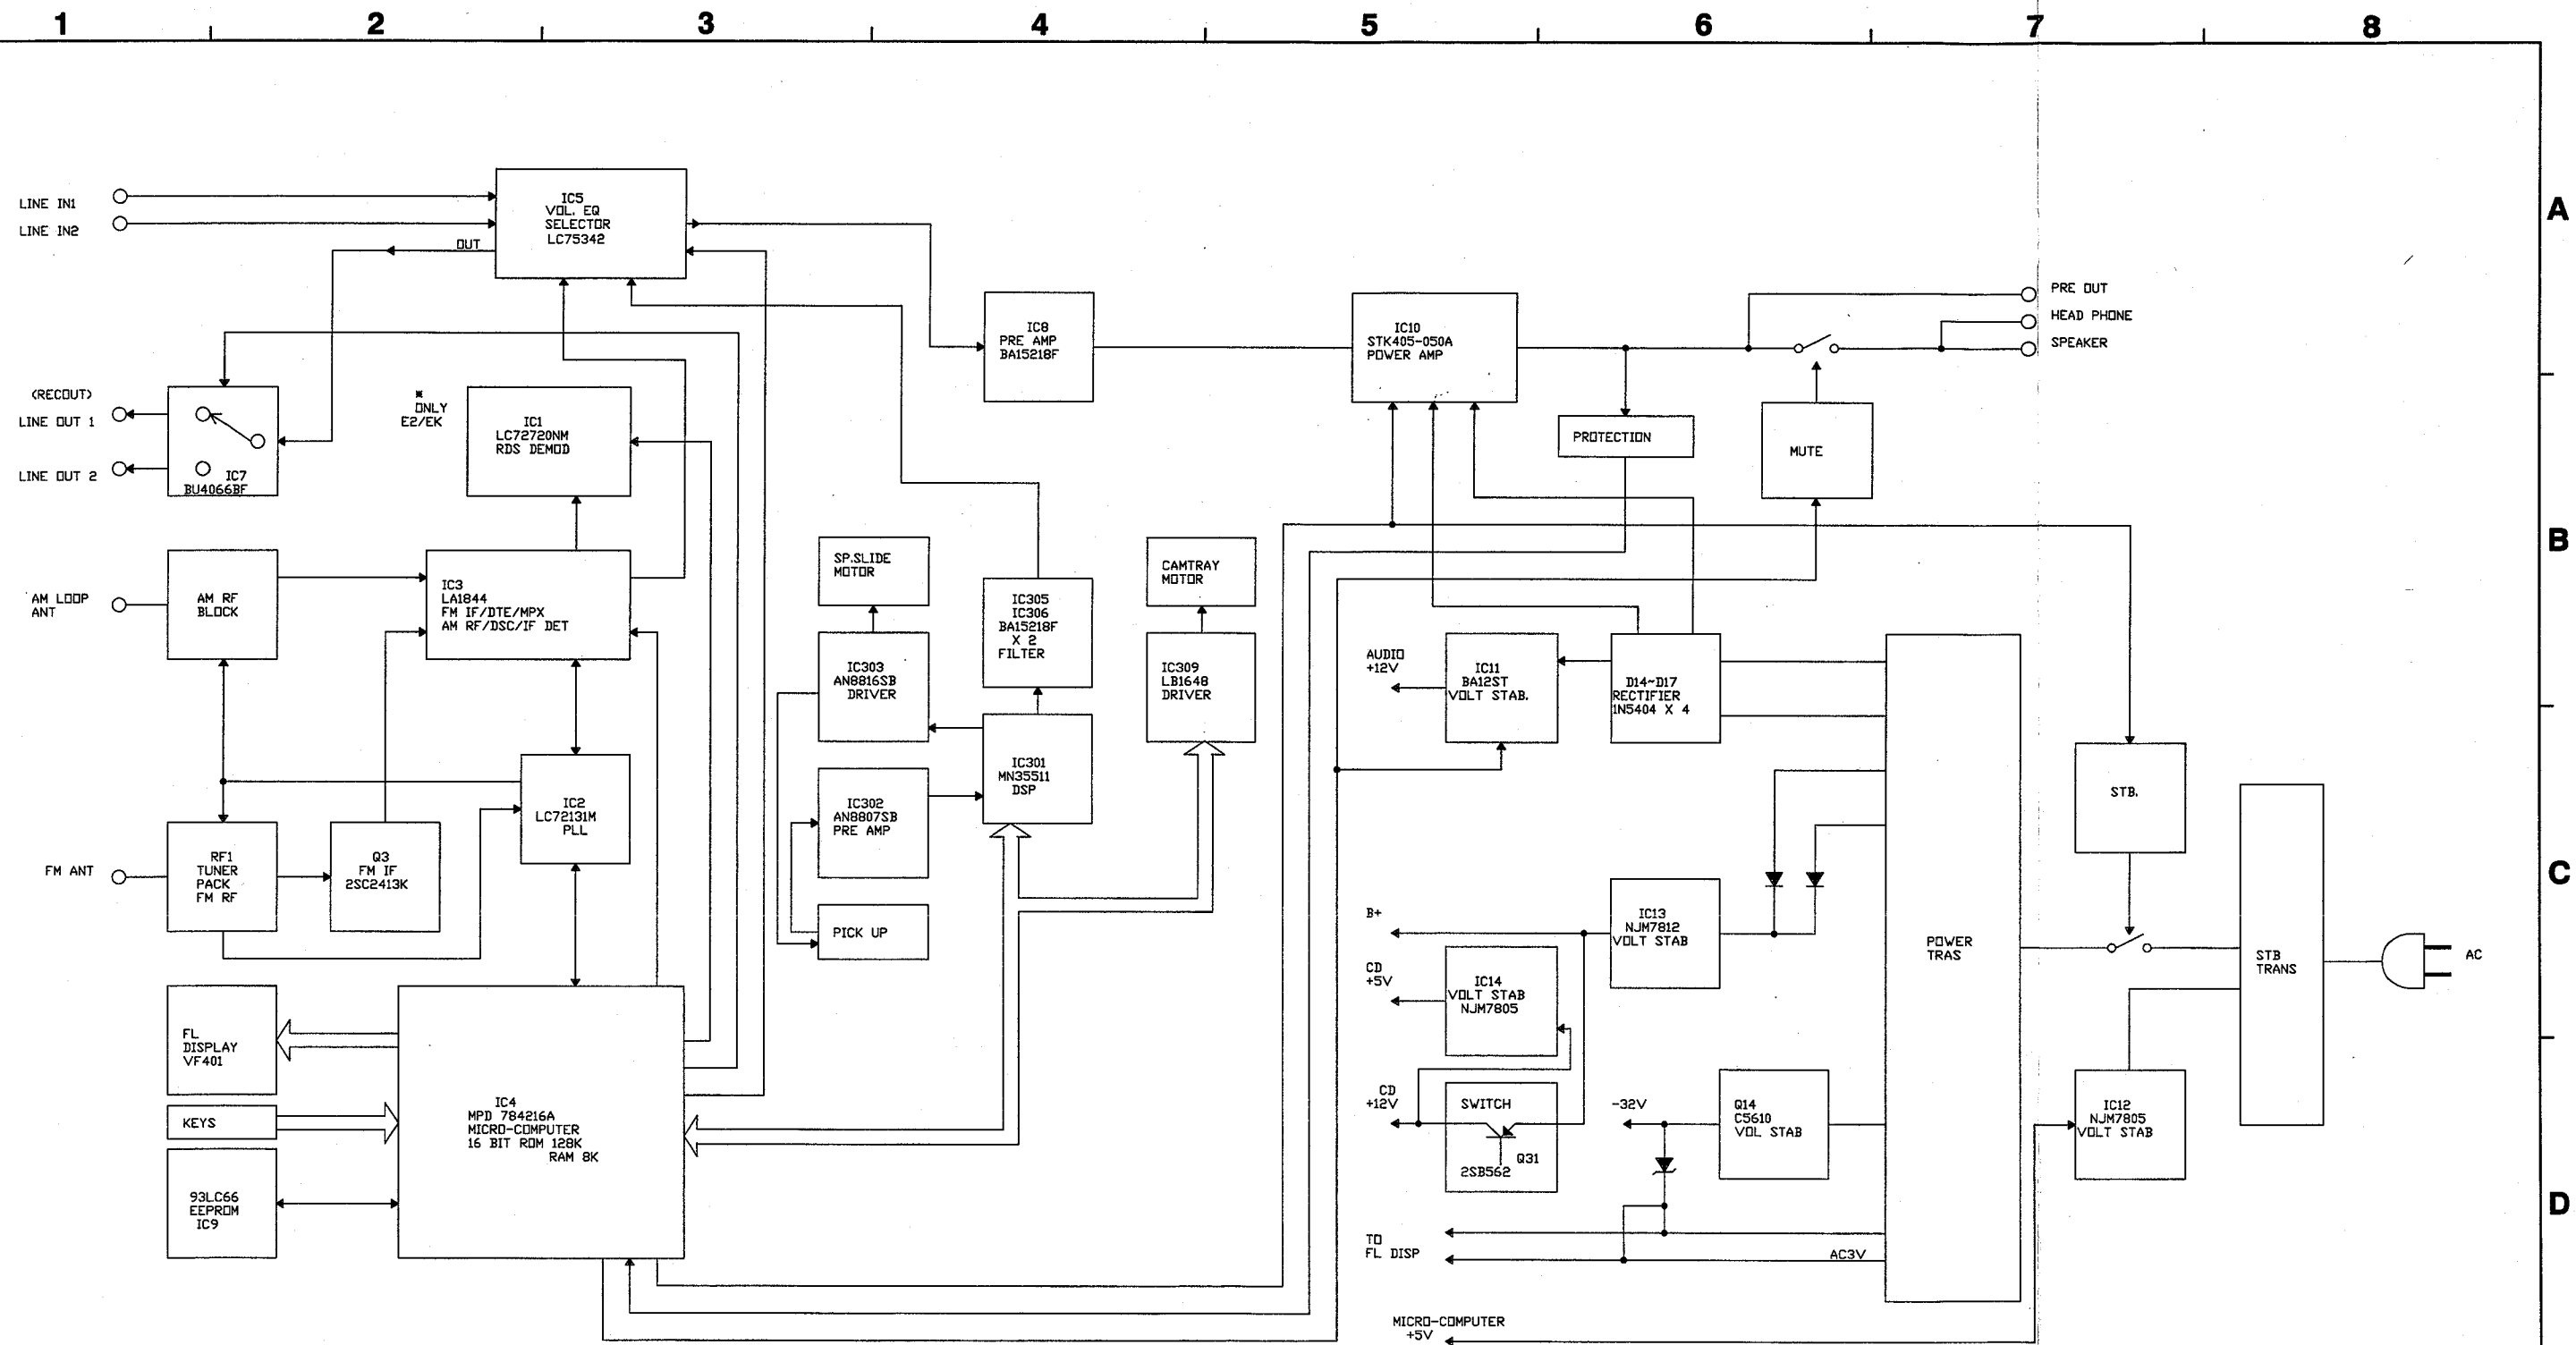 1 2 3 4 5 6 7 8
A
B
C
D
LINE IN1
LINE IN2
OUT
IC5
VOL. EQ
SELECTOR
LC75342
(RECOUT)
LINE OUT 1
LINE OUT 2
IC7
BU4066BF
※
ONLY
E2/EK
IC1
LC72720NM
RDS DEMOD
IC8
PRE AMP
BA15218F
IC10
STK405-050A
POWER AMP
PRE OUT
HEAD PHONE
SPEAKER
PROTECTION
MUTE
AM LOOP
ANT
AM RF
BLOCK
IC3
LA1844
FM IF/DTE/MPX
AM RF/DSC/IF DET
SP.SLIDE
MOTOR
IC303
AN8816SB
DRIVER
IC305
IC306
BA15218F
X 2
FILTER
CAMTRAY
MOTOR
IC309
LB1648
DRIVER
AUDIO
+12V
IC11
BA12ST
VOLT STAB.
D14~D17
RECTIFIER
1N5404 X 4
IC301
MN35511
DSP
IC302
AN8807SB
PRE AMP
PICK UP
IC2
LC72131M
PLL
FM ANT
RF1
TUNER
PACK
FM RF
Q3
FM IF
2SC2413K
STB.
B+
IC13
NJM7812
VOLT STAB
POWER
TRAS
STB
TRANS
AC
CD
+5V
IC14
VOLT STAB
NJM7805
FL
DISPLAY
VF401
KEYS
93LC66
EEPROM
IC9
IC4
MPD 784216A
MICRO-COMPUTER
16 BIT ROM 128K
RAM 8K
CD
+12V
SWITCH
Q31
2SB562
-32V
Q14
C5610
VOL STAB
IC12
NJM7805
VOLT STAB
TO
FL DISP
AC3V
MICRO-COMPUTER
+5V